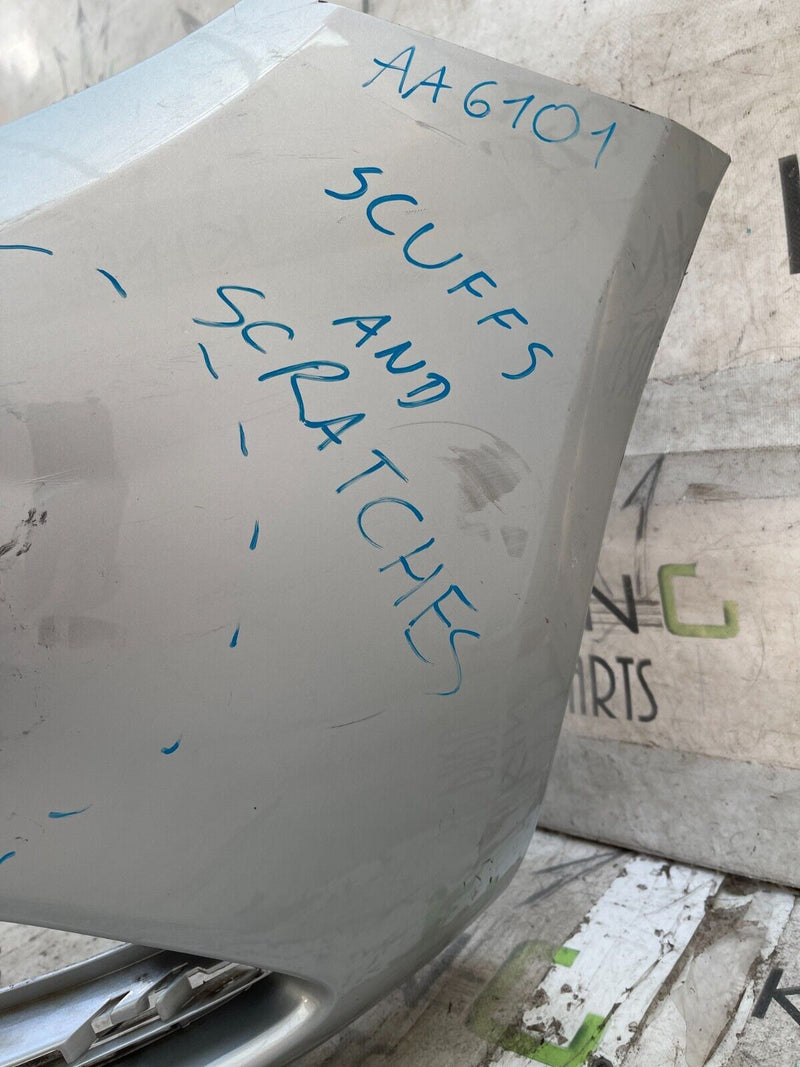 AA6101
SCUFFS
AND
SCRATCHES
NG
ARTS
K